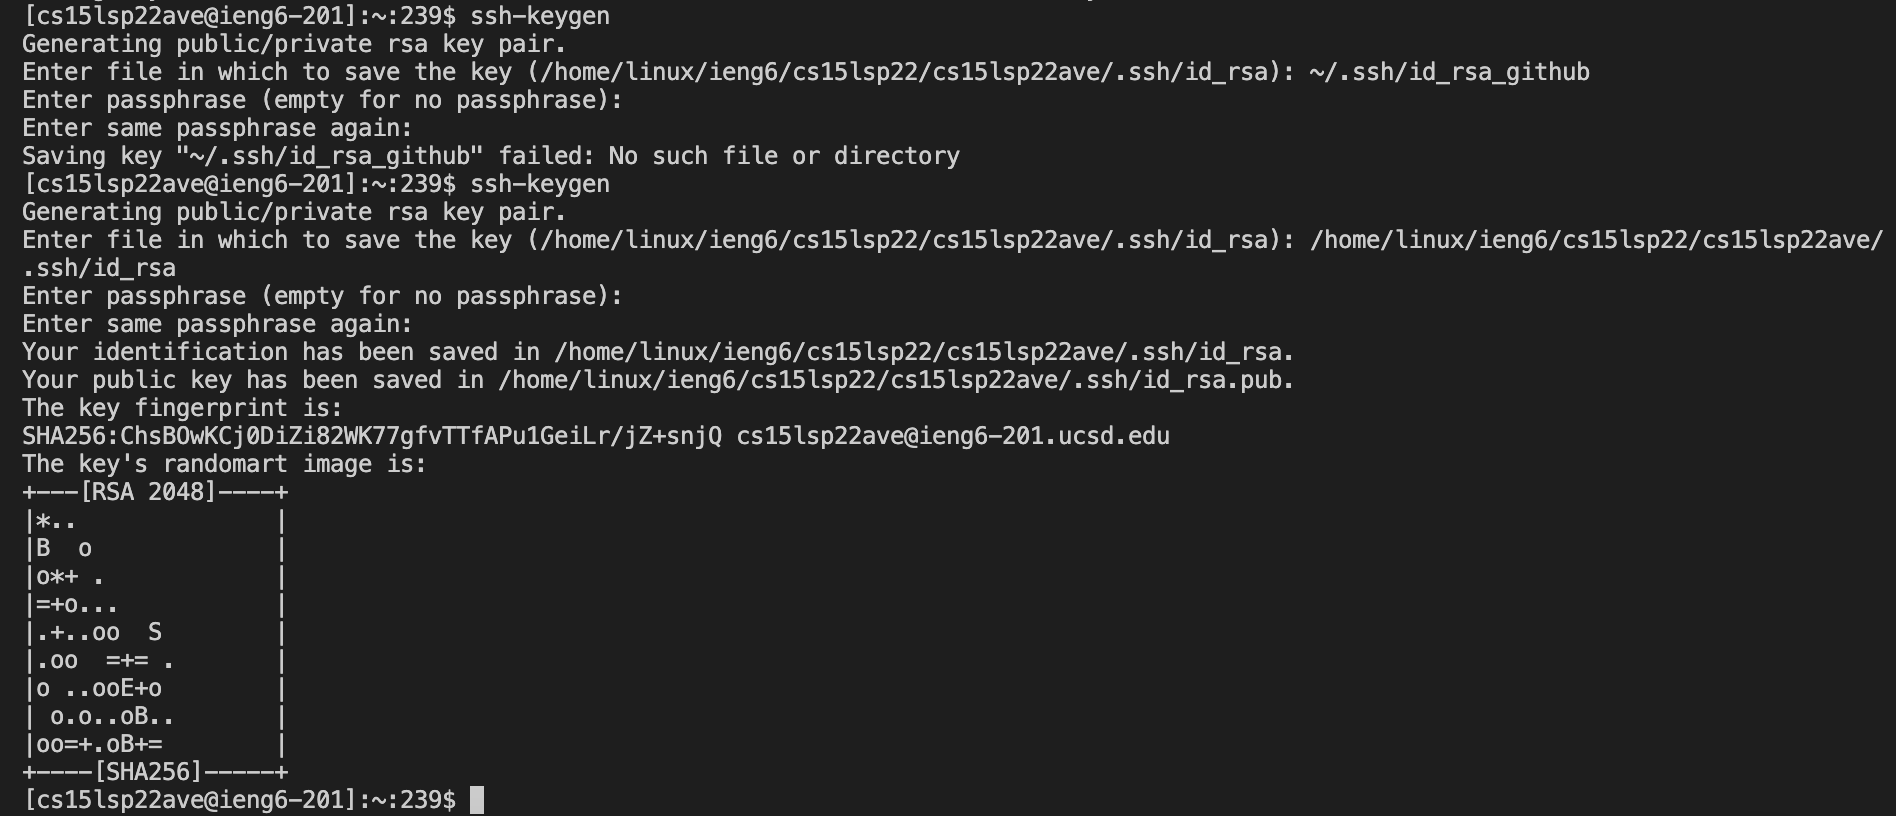 [cs15lsp22ave@ieng6-201]:~:239$ ssh-keygen
Generating public/private rsa key pair.
Enter file in which to save the key (/home/linux/ieng6/cs15lsp22/cs15lsp22ave/.ssh/id_rsa): ~/.ssh/id_rsa_github
Enter passphrase (empty for no passphrase):
Enter same passphrase again:
Saving key "~/.ssh/id_rsa_github" failed: No such file or directory
[cs15lsp22ave@ieng6-201]:~:239$ ssh-keygen
Generating public/private rsa key pair.
Enter file in which to save the key (/home/linux/ieng6/cs15lsp22/cs15lsp22ave/.ssh/id_rsa): /home/linux/ieng6/cs15lsp22/cs15lsp22ave/
.ssh/id_rsa
Enter passphrase (empty for no passphrase):
Enter same passphrase again:
Your identification has been saved in /home/linux/ieng6/cs15lsp22/cs15lsp22ave/.ssh/id_rsa.
Your public key has been saved in /home/linux/ieng6/cs15lsp22/cs15lsp22ave/.ssh/id_rsa.pub.
The key fingerprint is:
SHA256:ChsBOwKCj0DiZi82WK77gfvTTfAPu1GeiLr/jZ+snjQ cs15lsp22ave@ieng6-201.ucsd.edu
The key's randomart image is:
+---[RSA 2048]----+
|*..              |
|B  o             |
|o*+ .            |
|=+o...           |
|.+..oo  S        |
|.oo  =+= .       |
|o ..ooE+o        |
| o.o..oB..       |
|oo=+.oB+=        |
+----[SHA256]-----+
[cs15lsp22ave@ieng6-201]:~:239$